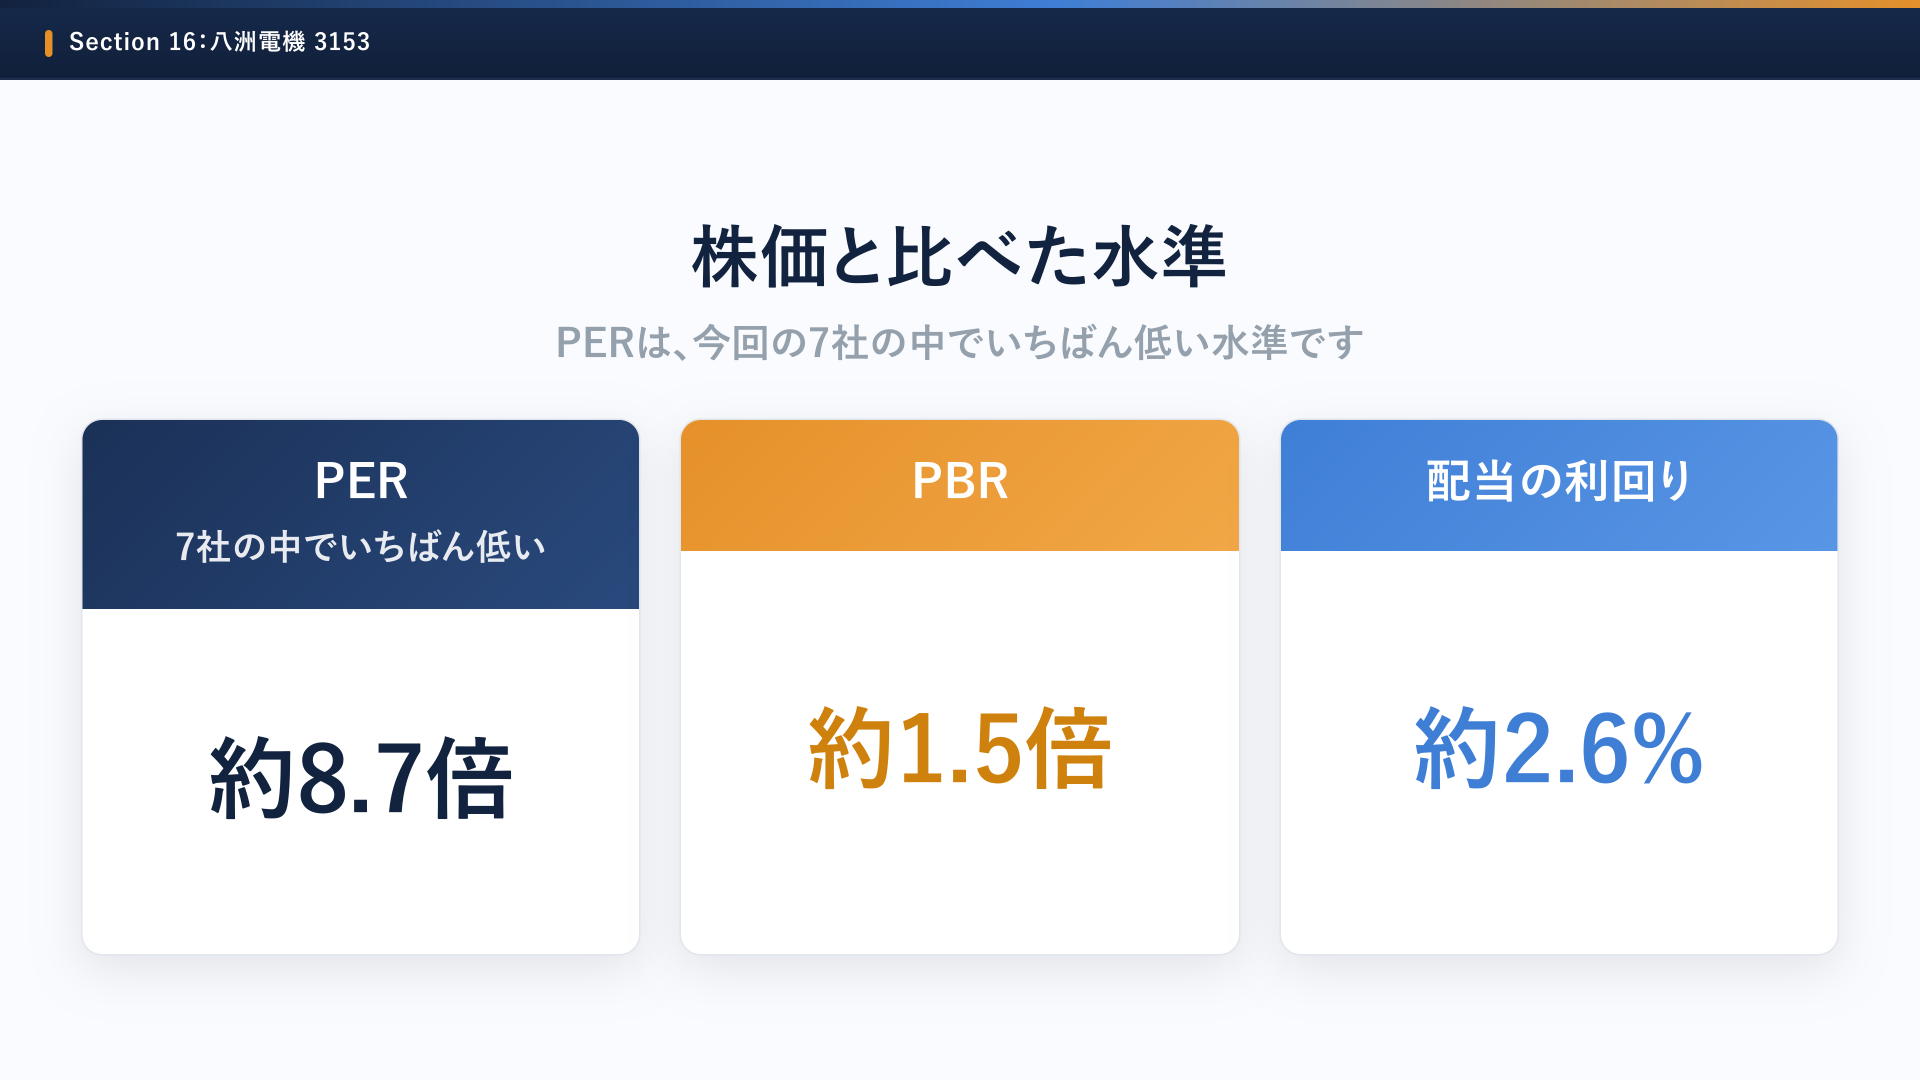 Section 16：八洲電機 3153
株価と比べた水準
PERは、今回の7社の中でいちばん低い水準です
PER
7社の中でいちばん低い
約8.7倍
PBR
約1.5倍
配当の利回り
約2.6%